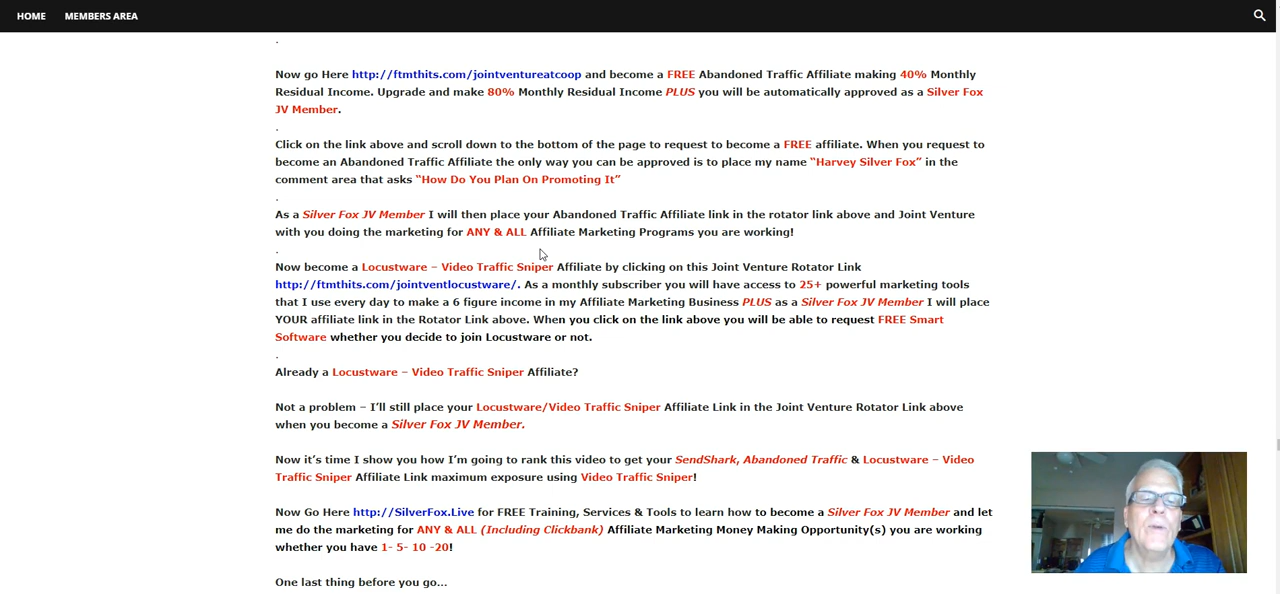 HOME MEMBERS AREA
.
Now go Here http://ftmthits.com/jointventureatcoop and become a FREE Abandoned Traffic Affiliate making 40% Monthly
Residual Income. Upgrade and make 80% Monthly Residual Income PLUS you will be automatically approved as a Silver Fox
JV Member.
.
Click on the link above and scroll down to the bottom of the page to request to become a FREE affiliate. When you request to
become an Abandoned Traffic Affiliate the only way you can be approved is to place my name “Harvey Silver Fox” in the
comment area that asks “How Do You Plan On Promoting It”
.
As a Silver Fox JV Member I will then place your Abandoned Traffic Affiliate link in the rotator link above and Joint Venture
with you doing the marketing for ANY & ALL Affiliate Marketing Programs you are working!
.
Now become a Locustware – Video Traffic Sniper Affiliate by clicking on this Joint Venture Rotator Link
http://ftmthits.com/jointventlocustware/. As a monthly subscriber you will have access to 25+ powerful marketing tools
that I use every day to make a 6 figure income in my Affiliate Marketing Business PLUS as a Silver Fox JV Member I will place
YOUR affiliate link in the Rotator Link above. When you click on the link above you will be able to request FREE Smart
Software whether you decide to join Locustware or not.
.
Already a Locustware – Video Traffic Sniper Affiliate?
Not a problem – I’ll still place your Locustware/Video Traffic Sniper Affiliate Link in the Joint Venture Rotator Link above
when you become a Silver Fox JV Member.
Now it’s time I show you how I’m going to rank this video to get your SendShark, Abandoned Traffic & Locustware – Video
Traffic Sniper Affiliate Link maximum exposure using Video Traffic Sniper!
Now Go Here http://SilverFox.Live for FREE Training, Services & Tools to learn how to become a Silver Fox JV Member and let
me do the marketing for ANY & ALL (Including Clickbank) Affiliate Marketing Money Making Opportunity(s) you are working
whether you have 1- 5- 10 -20!
One last thing before you go...